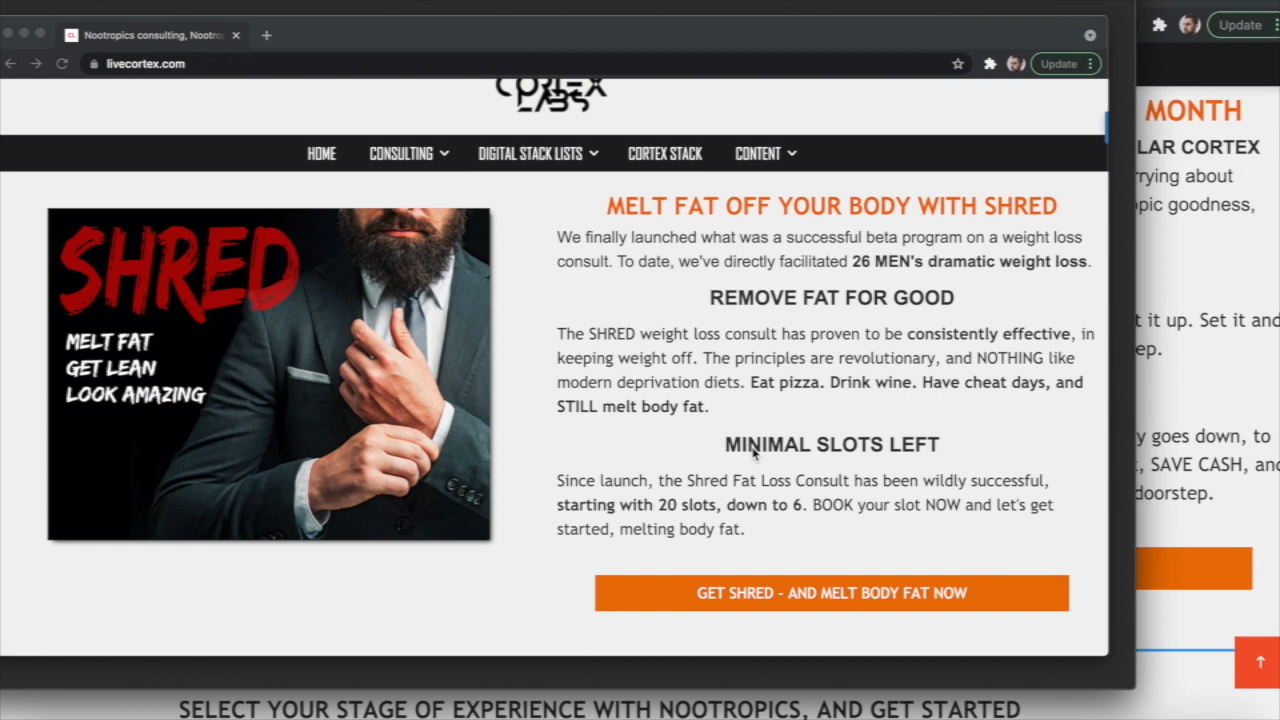 Update
Nootropics consulting, Nootro
livecortex.com
Update
CORTEX
LABS
HOME
CONSULTING
DIGITAL STACK LISTS
CORTEX STACK
CONTENT
SHRED
MELT FAT
GET LEAN
LOOK AMAZING
MELT FAT OFF YOUR BODY WITH SHRED
We finally launched what was a successful beta program on a weight loss
consult. To date, we've directly facilitated 26 MEN's dramatic weight loss.
REMOVE FAT FOR GOOD
The SHRED weight loss consult has proven to be consistently effective, in
keeping weight off. The principles are revolutionary, and NOTHING like
modern deprivation diets. Eat pizza. Drink wine. Have cheat days, and
STILL melt body fat.
MINIMAL SLOTS LEFT
Since launch, the Shred Fat Loss Consult has been wildly successful,
starting with 20 slots, down to 6. BOOK your slot NOW and let's get
started, melting body fat.
GET SHRED - AND MELT BODY FAT NOW
MONTH
LAR CORTEX
rrying about
opic goodness,
t it up. Set it and
ep.
y goes down, to
, SAVE CASH, and
doorstep.
SELECT YOUR STAGE OF EXPERIENCE WITH NOOTROPICS, AND GET STARTED